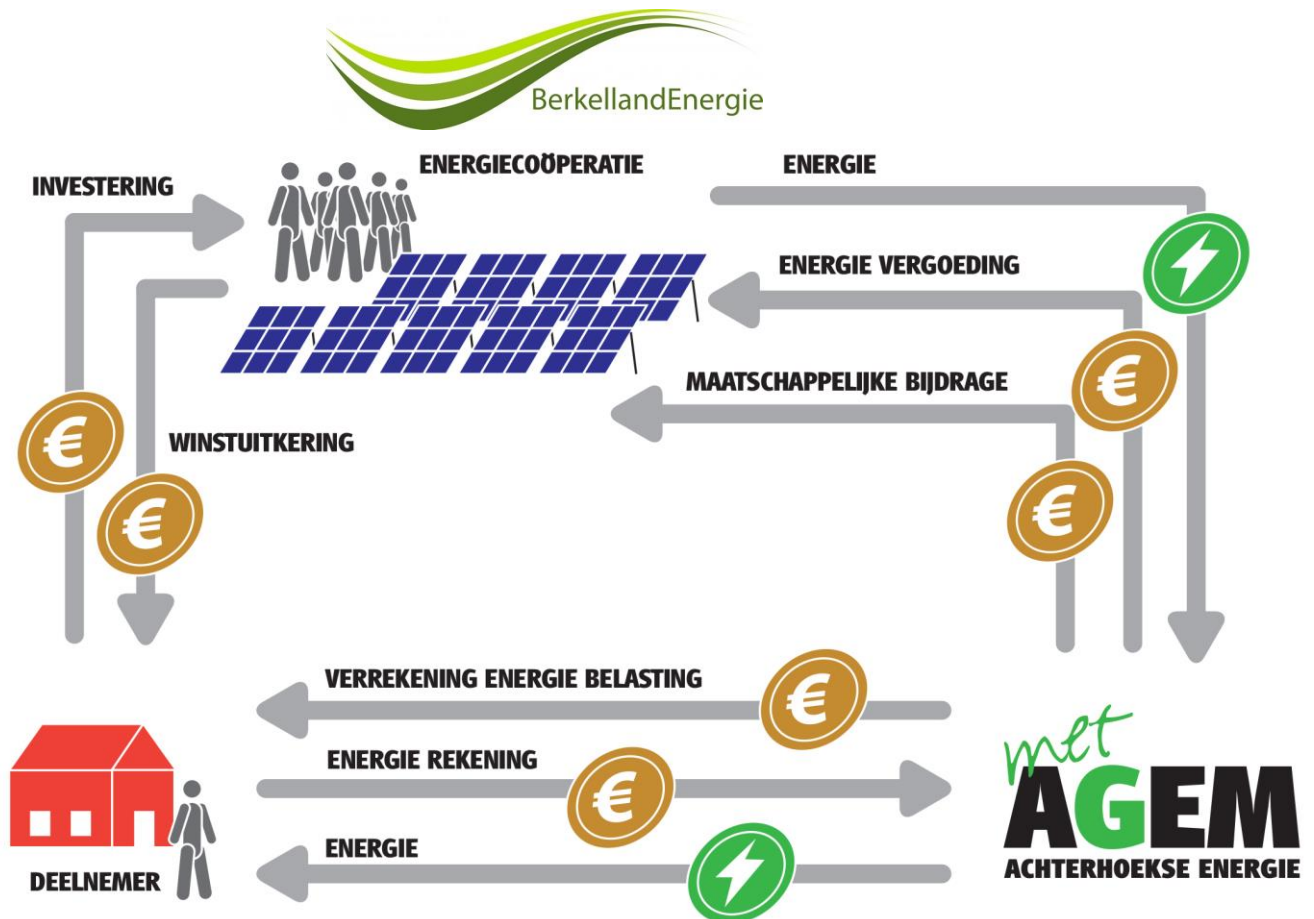 BerkellandEnergie
ENERGIECOÖPERATIE
ENERGIE
INVESTERING
ENERGIE VERGOEDING
MAATSCHAPPELIJKE BIJDRAGE
€
€
WINSTUITKERING
€
€
VERREKENING ENERGIE BELASTING
€
ENERGIE REKENING
€
ENERGIE
DEELNEMER
met
AGEM
ACHTERHOEKSE ENERGIE